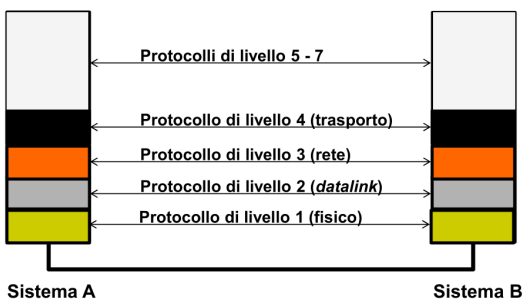 Protocolli di livello 5 - 7
Protocollo di livello 4 (trasporto)
Protocollo di livello 3 (rete)
Protocollo di livello 2 (datalink)
Protocollo di livello 1 (fisico)
Sistema A
Sistema B